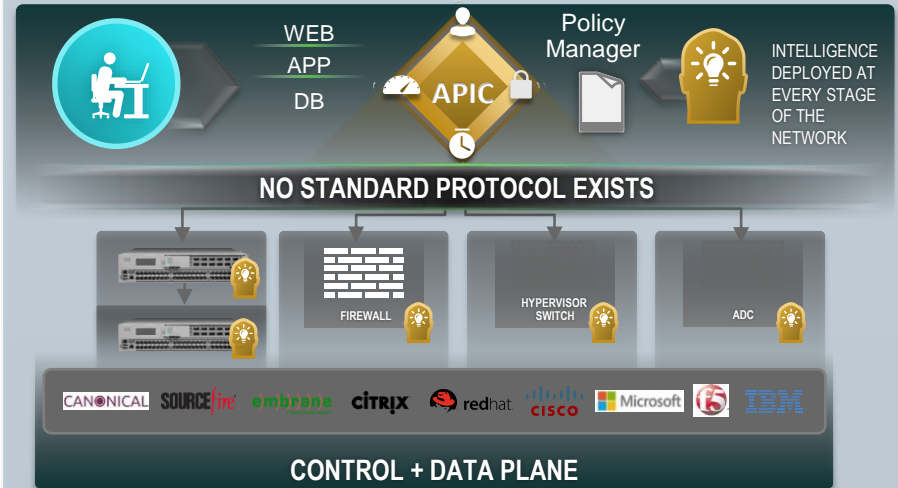 WEB
APP
DB
APIC
Policy
Manager
INTELLIGENCE
DEPLOYED AT
EVERY STAGE
OF THE
NETWORK
NO STANDARD PROTOCOL EXISTS
FIREWALL
HYPERVISOR
SWITCH
ADC
CANONICAL
SOURCEfire
embrane
CITRIX
redhat.
CISCO
Microsoft
f5
IBM
CONTROL + DATA PLANE